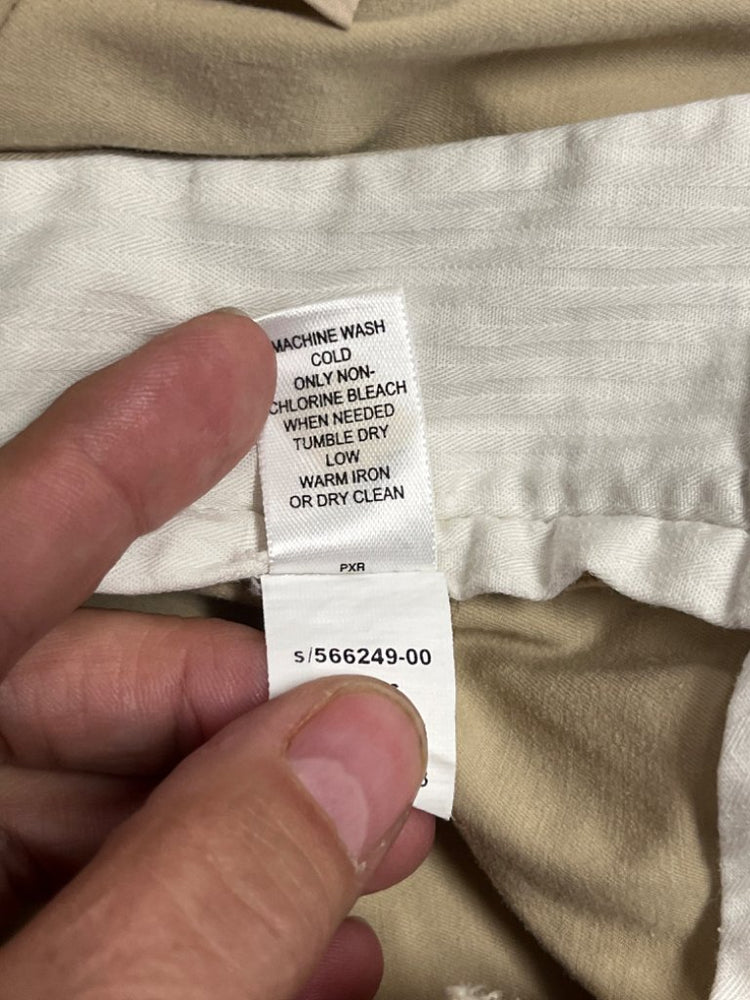 MACHINE WASH
COLD
ONLY NON-
CHLORINE BLEACH
WHEN NEEDED
TUMBLE DRY
LOW
WARM IRON
OR DRY CLEAN
PXR
s/566249-00